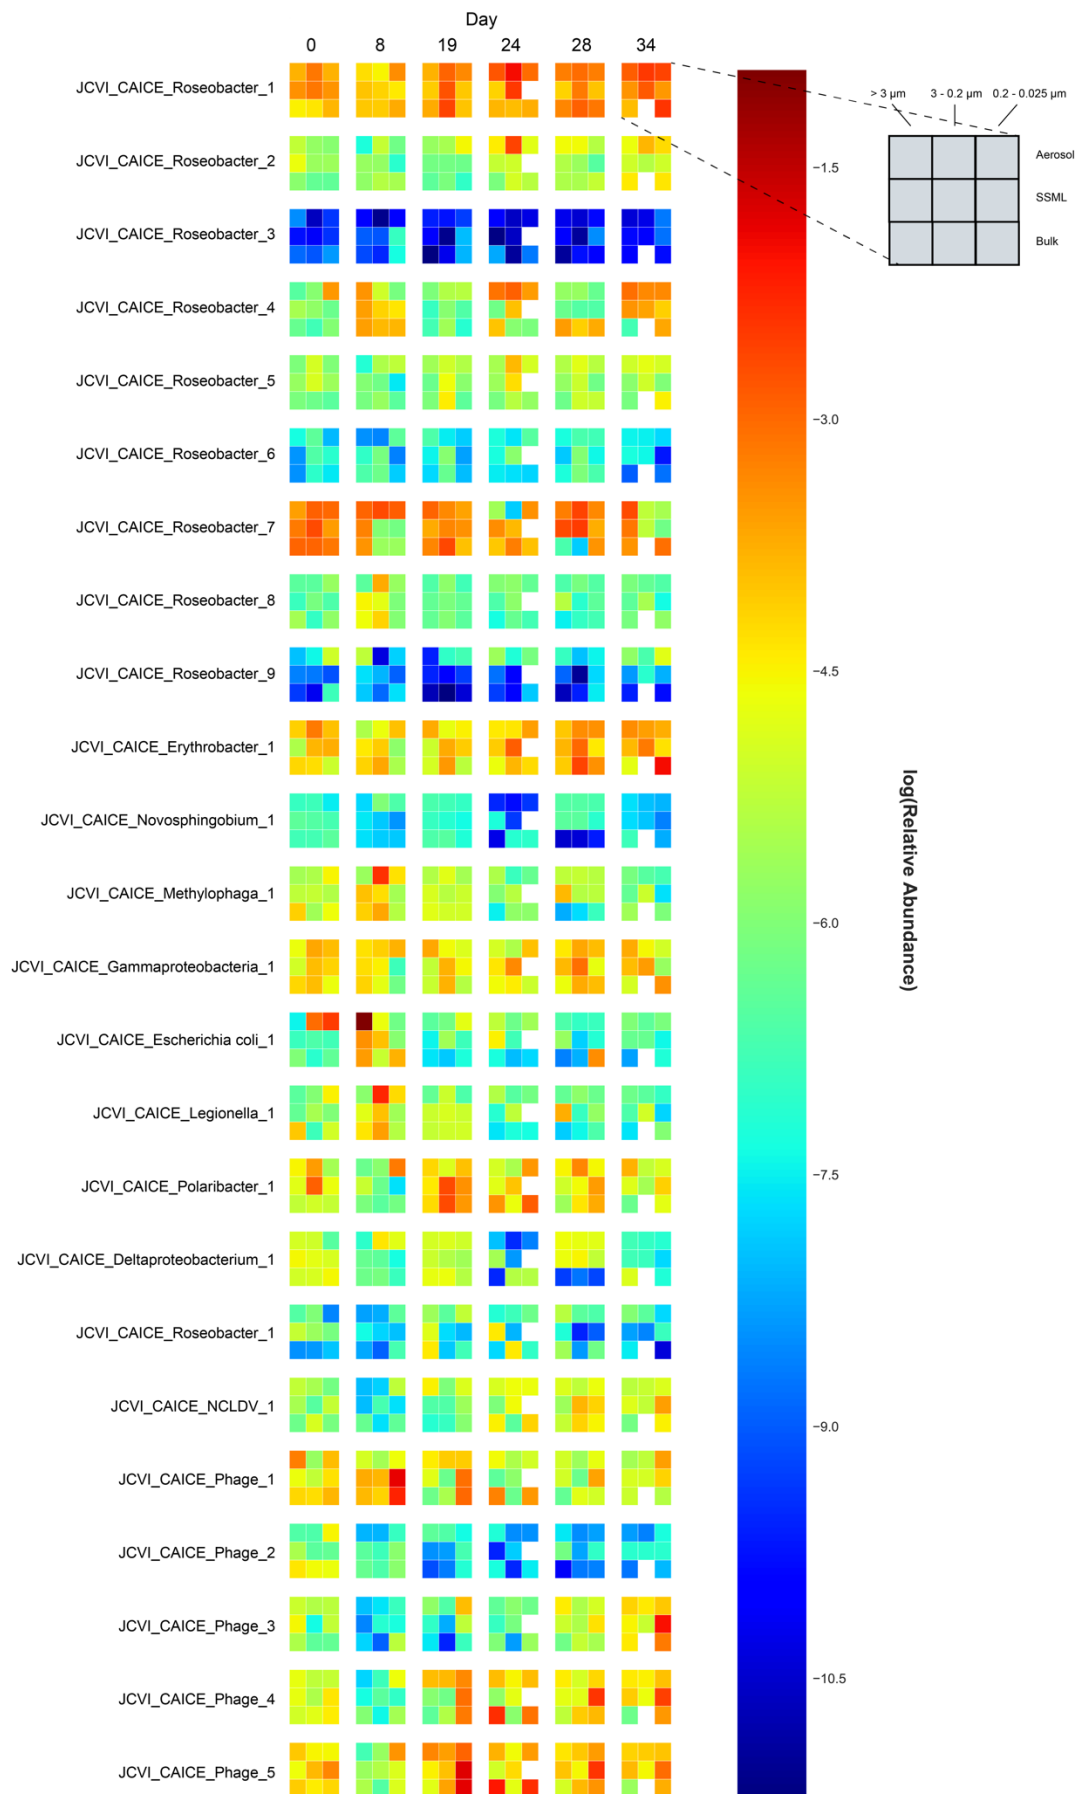 Day
0 8 19 24 28 34
JCVI_CAICE_Roseobacter_1
JCVI_CAICE_Roseobacter_2
JCVI_CAICE_Roseobacter_3
JCVI_CAICE_Roseobacter_4
JCVI_CAICE_Roseobacter_5
JCVI_CAICE_Roseobacter_6
JCVI_CAICE_Roseobacter_7
JCVI_CAICE_Roseobacter_8
JCVI_CAICE_Roseobacter_9
JCVI_CAICE_Erythrobacter_1
JCVI_CAICE_Novosphingobium_1
JCVI_CAICE_Methylophaga_1
JCVI_CAICE_Gammaproteobacteria_1
JCVI_CAICE_Escherichia coli_1
JCVI_CAICE_Legionella_1
JCVI_CAICE_Polaribacter_1
JCVI_CAICE_Deltaproteobacterium_1
JCVI_CAICE_Roseobacter_1
JCVI_CAICE_NCLDV_1
JCVI_CAICE_Phage_1
JCVI_CAICE_Phage_2
JCVI_CAICE_Phage_3
JCVI_CAICE_Phage_4
JCVI_CAICE_Phage_5
−1.5
−3.0
−4.5
−6.0
−7.5
−9.0
−10.5
log(Relative Abundance)
> 3 µm 3 - 0.2 µm 0.2 - 0.025 µm
Aerosol
SSML
Bulk